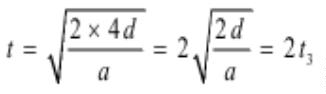 t = √(2 × 4d / a) = 2√(2d / a) = 2t₃